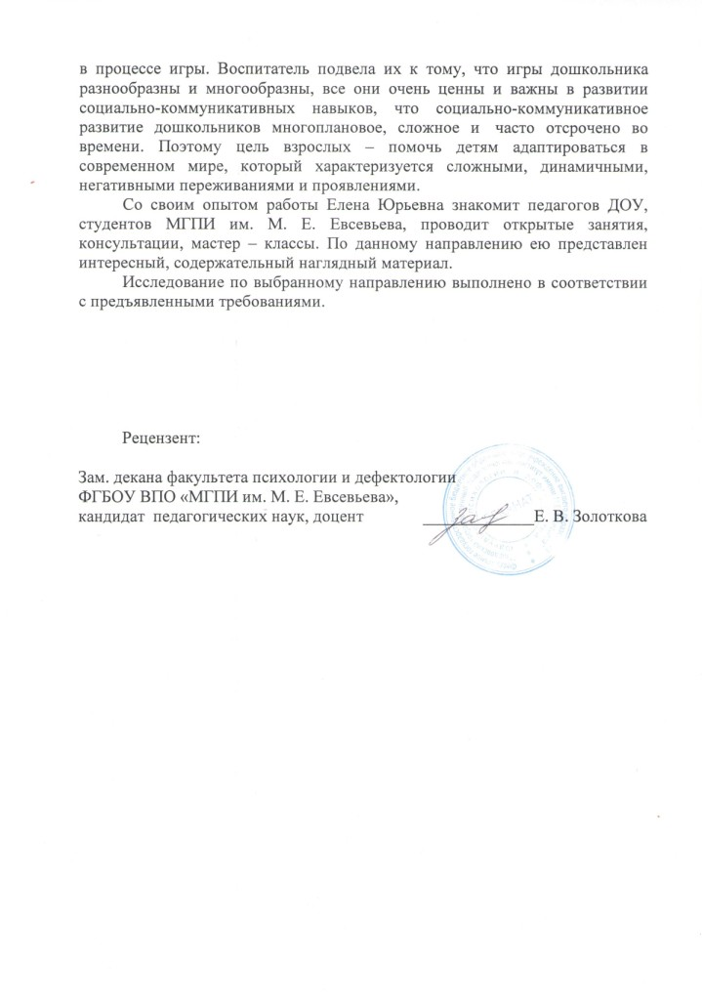 в процессе игры. Воспитатель подвела их к тому, что игры дошкольника
разнообразны и многообразны, все они очень ценны и важны в развитии
социально-коммуникативных навыков, что социально-коммуникативное
развитие дошкольников многоплановое, сложное и часто отсрочено во
времени. Поэтому цель взрослых – помочь детям адаптироваться в
современном мире, который характеризуется сложными, динамичными,
негативными переживаниями и проявлениями.
Со своим опытом работы Елена Юрьевна знакомит педагогов ДОУ,
студентов МГПИ им. М. Е. Евсевьева, проводит открытые занятия,
консультации, мастер – классы. По данному направлению ею представлен
интересный, содержательный наглядный материал.
Исследование по выбранному направлению выполнено в соответствии
с предъявленными требованиями.
Рецензент:
Зам. декана факультета психологии и дефектологии
ФГБОУ ВПО «МГПИ им. М. Е. Евсевьева»,
кандидат педагогических наук, доцент Е. В. Золоткова